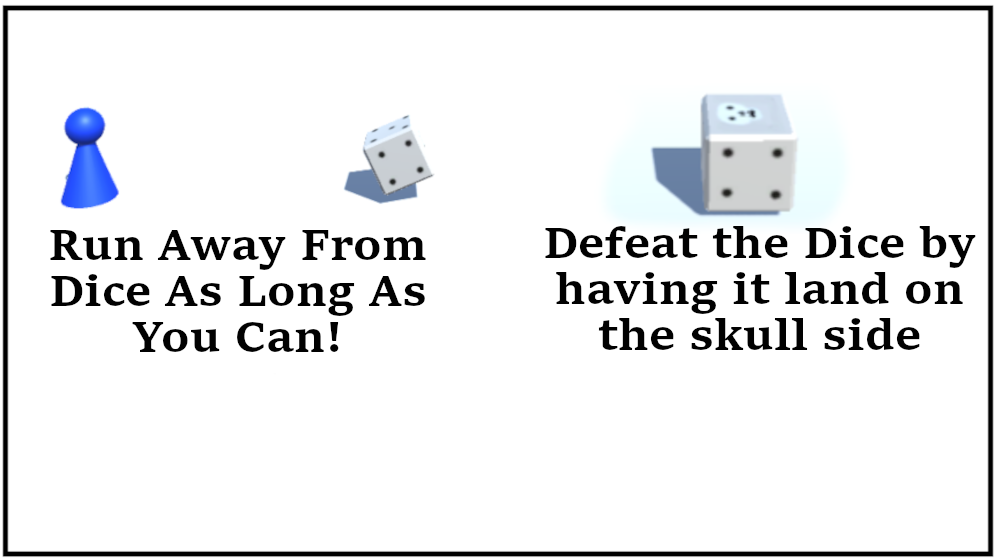 Run Away From
Dice As Long As
You Can!
Defeat the Dice by
having it land on
the skull side